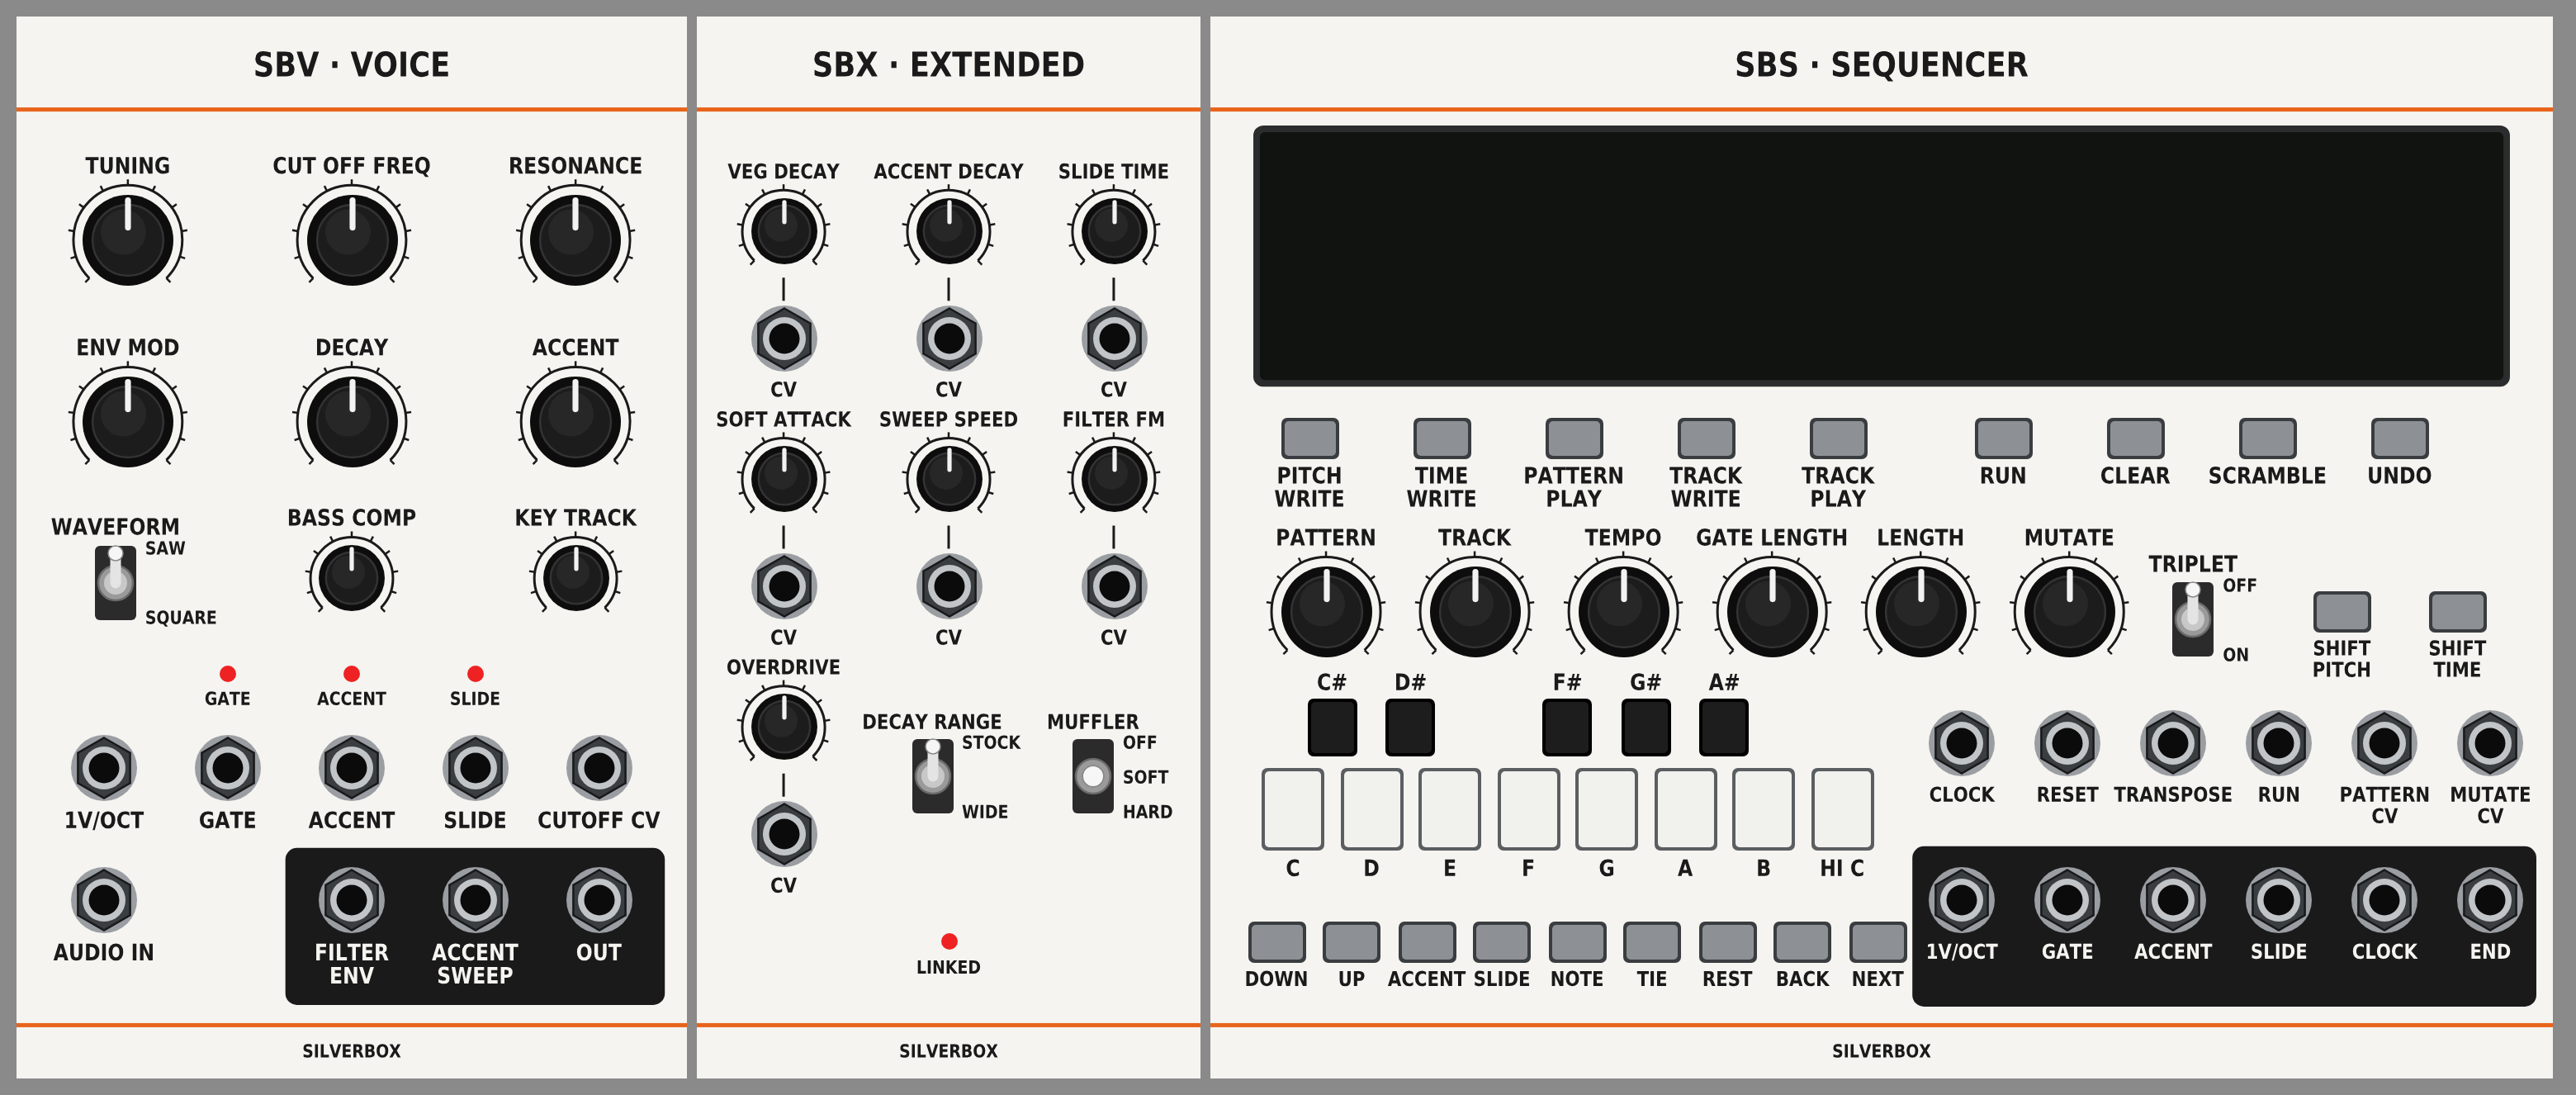 SBV · VOICE
TUNING
CUT OFF FREQ
RESONANCE
ENV MOD
DECAY
ACCENT
WAVEFORM
SAW
SQUARE
BASS COMP
KEY TRACK
GATE
ACCENT
SLIDE
1V/OCT
GATE
ACCENT
SLIDE
CUTOFF CV
AUDIO IN
FILTER
ENV
ACCENT
SWEEP
OUT
SILVERBOX
SBX · EXTENDED
VEG DECAY
ACCENT DECAY
SLIDE TIME
CV
CV
CV
SOFT ATTACK
SWEEP SPEED
FILTER FM
CV
CV
CV
OVERDRIVE
DECAY RANGE
STOCK
WIDE
MUFFLER
OFF
SOFT
HARD
CV
LINKED
SILVERBOX
SBS · SEQUENCER
PITCH
WRITE
TIME
WRITE
PATTERN
PLAY
TRACK
WRITE
TRACK
PLAY
RUN
CLEAR
SCRAMBLE
UNDO
PATTERN
TRACK
TEMPO
GATE LENGTH
LENGTH
MUTATE
TRIPLET
OFF
ON
SHIFT
PITCH
SHIFT
TIME
C#
D#
F#
G#
A#
C
D
E
F
G
A
B
HI C
CLOCK
RESET
TRANSPOSE
RUN
PATTERN
CV
MUTATE
CV
DOWN
UP
ACCENT
SLIDE
NOTE
TIE
REST
BACK
NEXT
1V/OCT
GATE
ACCENT
SLIDE
CLOCK
END
SILVERBOX